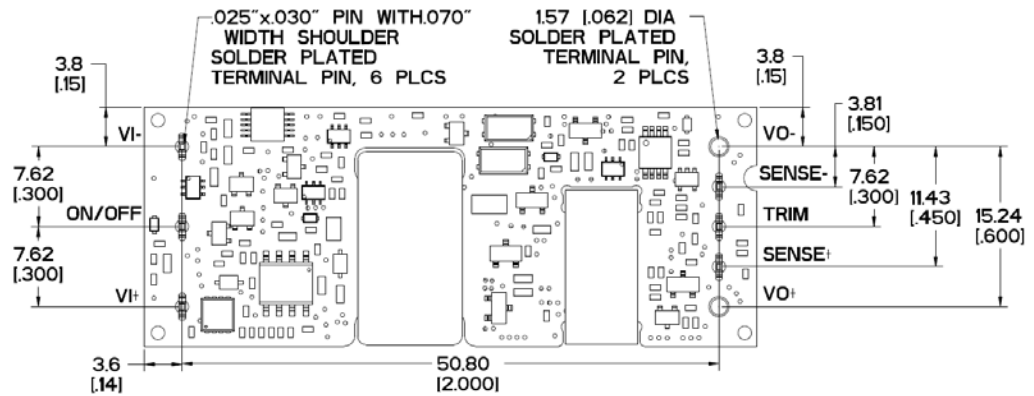 .025"x.030" PIN WITH.070"
WIDTH SHOULDER
SOLDER PLATED
TERMINAL PIN, 6 PLCS
1.57 [.062] DIA
SOLDER PLATED
TERMINAL PIN,
2 PLCS
3.8
[.15]
3.8
[.15]
3.81
[.150]
VI-
VO-
7.62
[.300]
SENSE-
7.62
[.300]
11.43
[.450]
15.24
[.600]
ON/OFF
TRIM
7.62
[.300]
SENSE+
VI+
VO+
3.6
[.14]
50.80
[2.000]